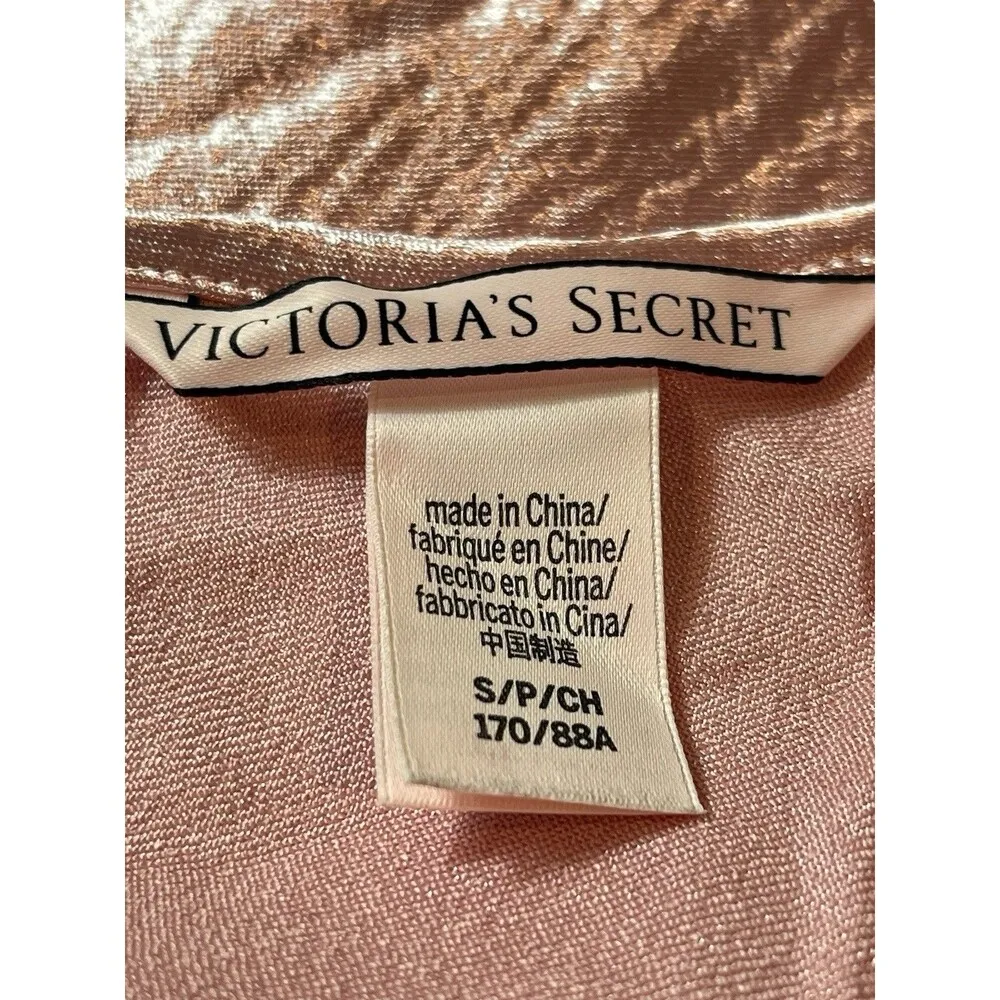 VICTORIA'S SECRET
made in China/
fabriqué en Chine/
hecho en China/
fabbricato in Cina/
中国制造
S/P/CH
170/88A